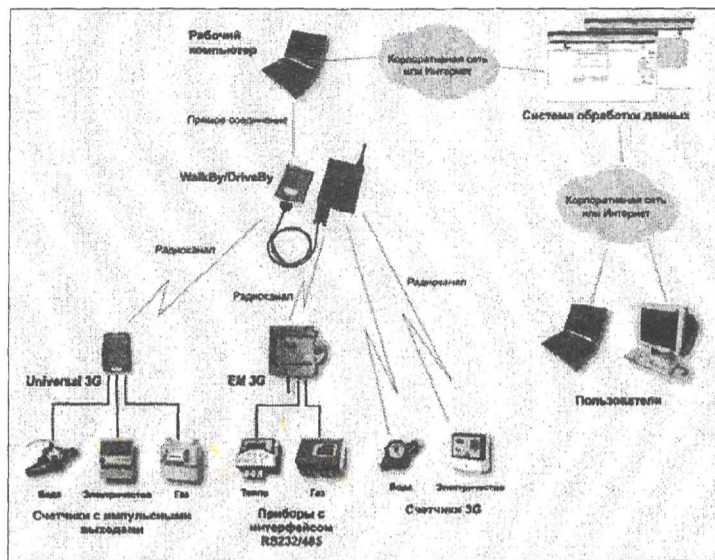 Рабочий
компьютер
Корпоративная сеть
или Интернет
Система обработки данных
Прямое соединение
WalkBy/DriveBy
Корпоративная сеть
или Интернет
Радиоканал
Радиоканал
Радиоканал
Universal 3G
EM 3G
Пользователи
Вода
Электричество
Газ
Тепло
Газ
Вода
Электричество
Счетчики с импульсными
выходами
Приборы с
интерфейсом
RS232/485
Счетчики 3G